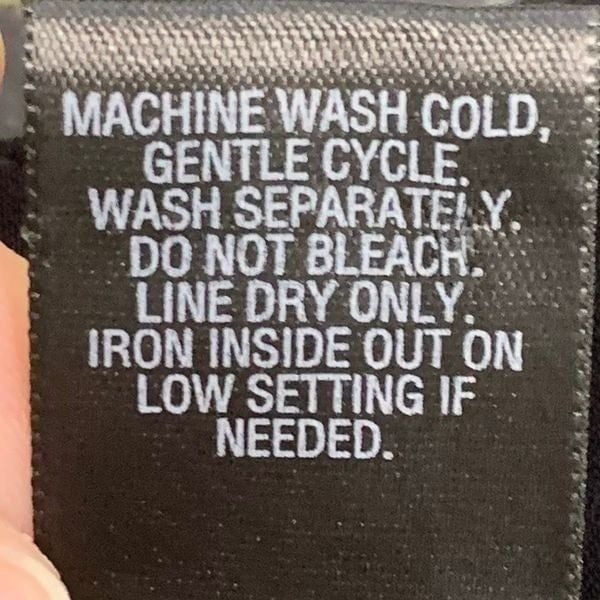 MACHINE WASH COLD,
GENTLE CYCLE.
WASH SEPARATELY.
DO NOT BLEACH.
LINE DRY ONLY.
IRON INSIDE OUT ON
LOW SETTING IF
NEEDED.